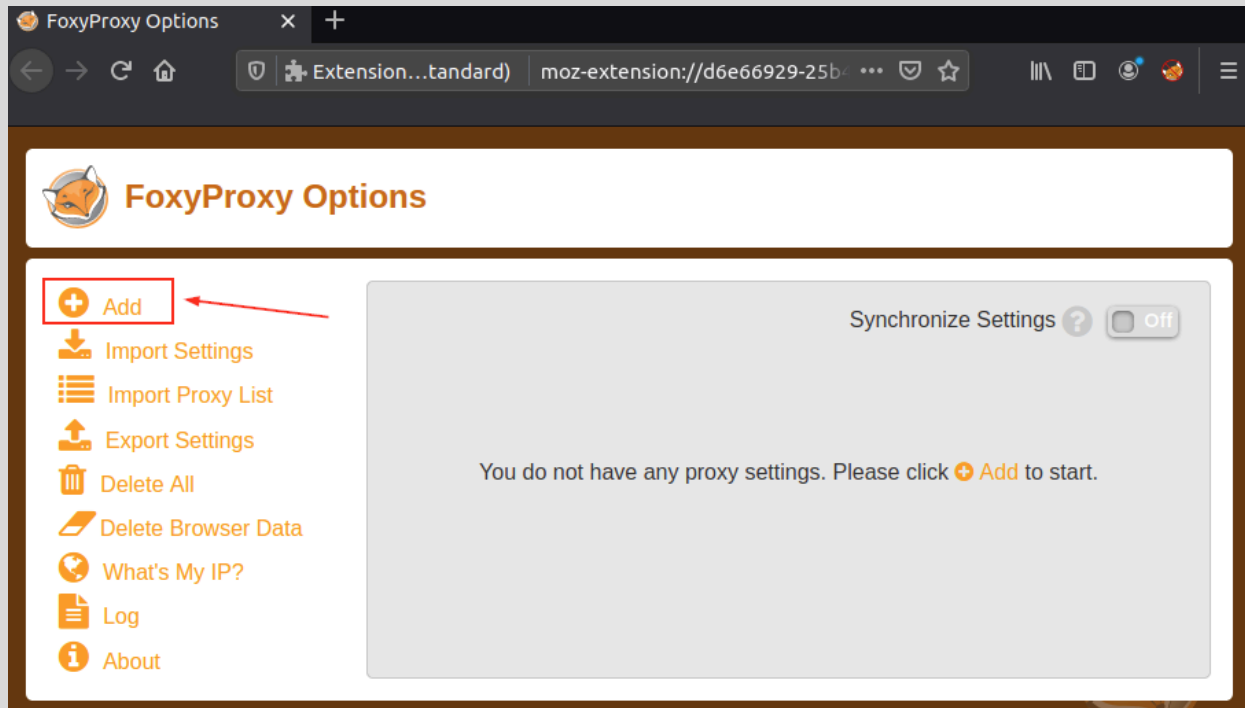 FoxyProxy Options
Extension...tandard) moz-extension://d6e66929-25b
FoxyProxy Options
Add
Import Settings
Import Proxy List
Export Settings
Delete All
Delete Browser Data
What's My IP?
Log
About
Synchronize Settings ? Off
You do not have any proxy settings. Please click Add to start.